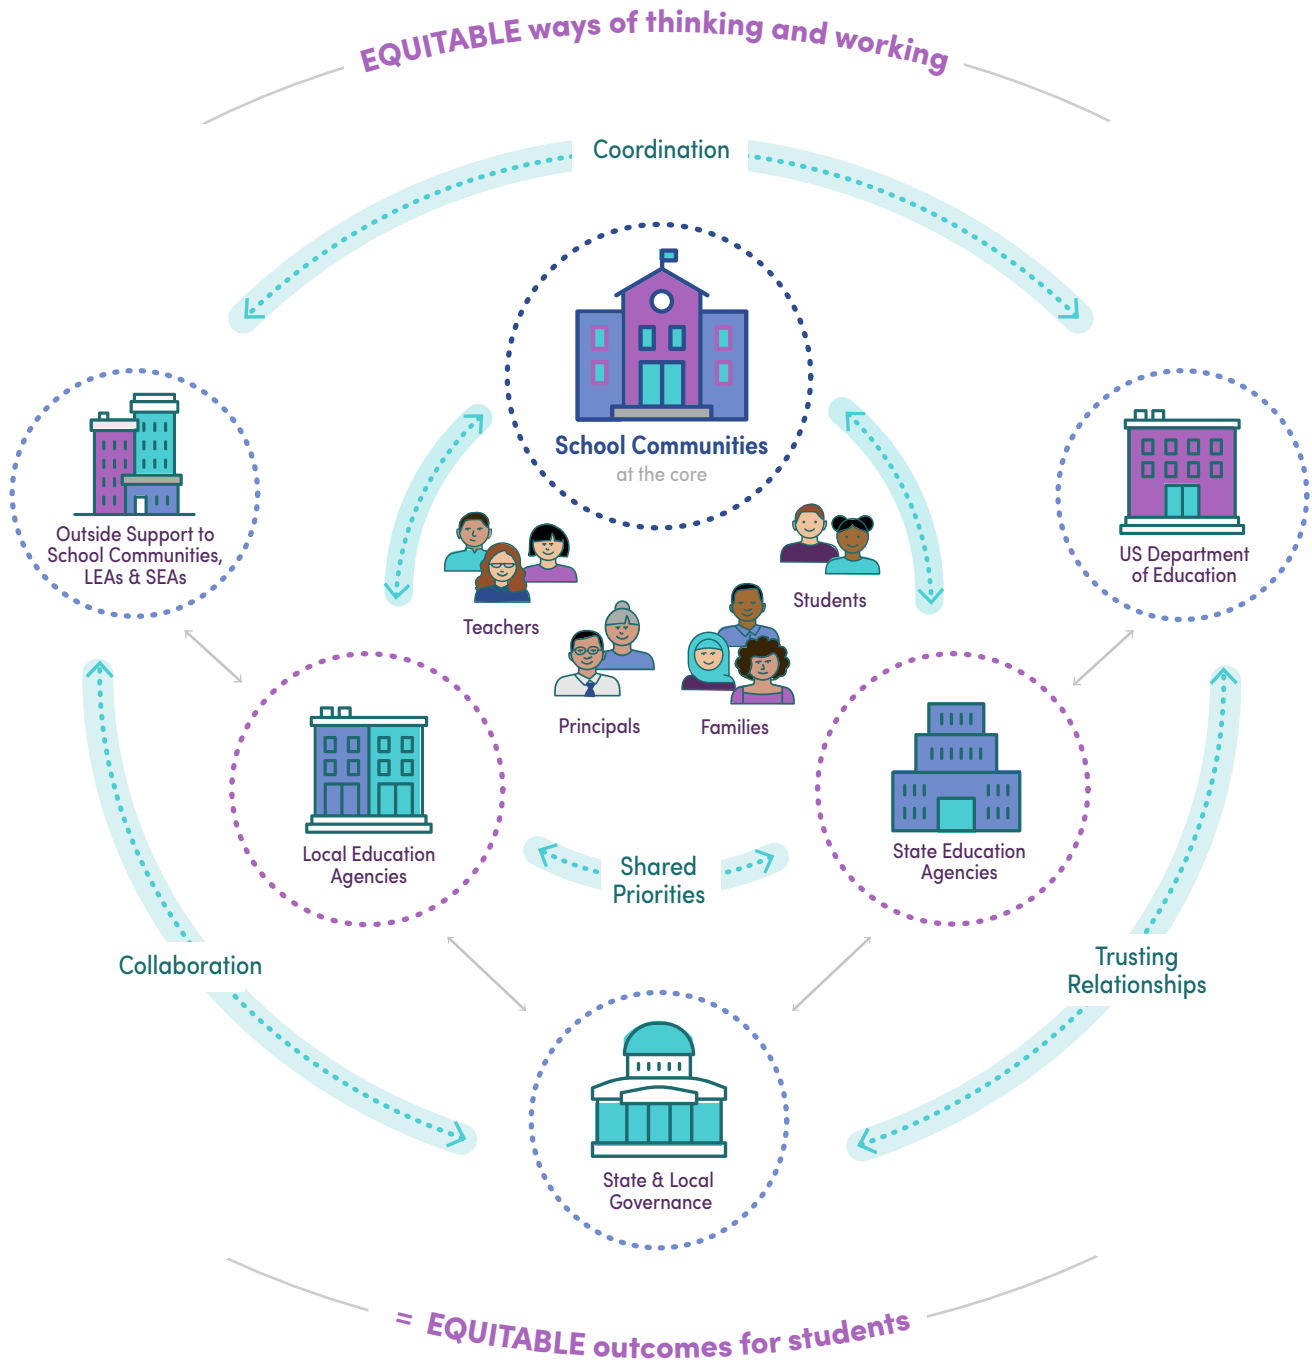 EQUITABLE ways of thinking and working
Coordination
School Communities
at the core
Outside Support to
School Communities,
LEAs & SEAs
US Department
of Education
Teachers
Students
Principals
Families
Local Education
Agencies
State Education
Agencies
Shared
Priorities
Collaboration
Trusting
Relationships
State & Local
Governance
= EQUITABLE outcomes for students